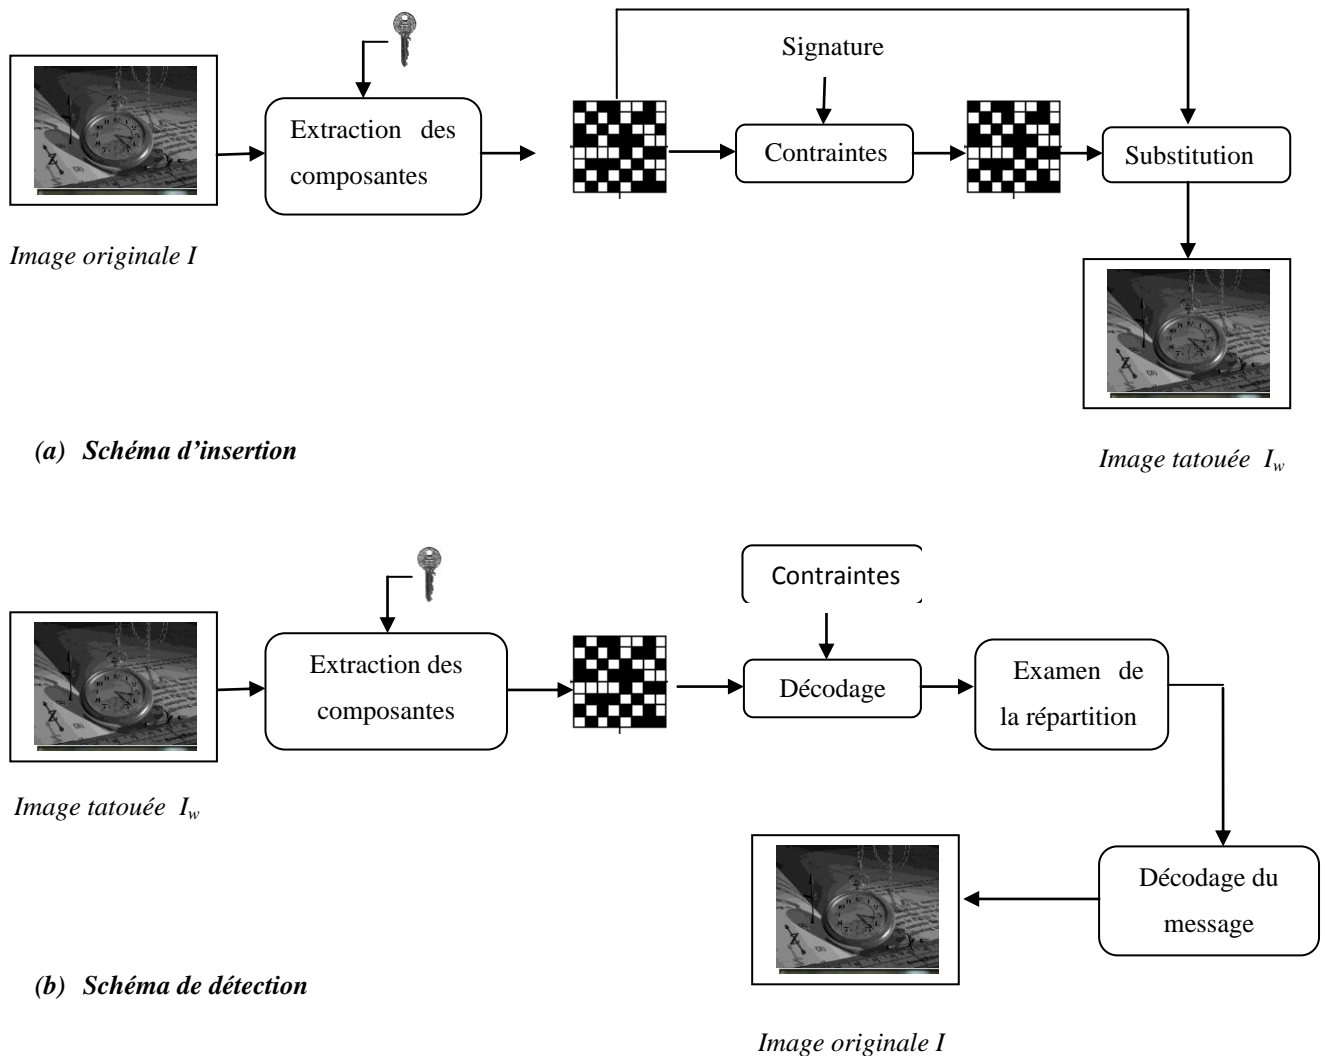 Signature
Extraction des
composantes
Contraintes
Substitution
Image originale I
(a) Schéma d’insertion
Image tatouée I_w
Contraintes
Extraction des
composantes
Décodage
Examen de
la répartition
Image tatouée I_w
Décodage du
message
(b) Schéma de détection
Image originale I